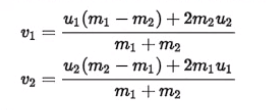 v₁ = (u₁(m₁ − m₂) + 2m₂u₂) / (m₁ + m₂)
v₂ = (u₂(m₂ − m₁) + 2m₁u₁) / (m₁ + m₂)